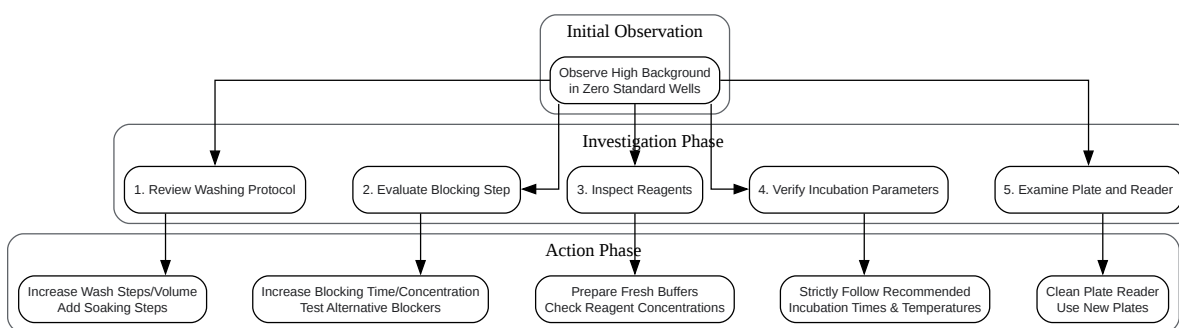 Initial Observation
Observe High Background
in Zero Standard Wells
Investigation Phase
1. Review Washing Protocol
2. Evaluate Blocking Step
3. Inspect Reagents
4. Verify Incubation Parameters
5. Examine Plate and Reader
Action Phase
Increase Wash Steps/Volume
Add Soaking Steps
Increase Blocking Time/Concentration
Test Alternative Blockers
Prepare Fresh Buffers
Check Reagent Concentrations
Strictly Follow Recommended
Incubation Times & Temperatures
Clean Plate Reader
Use New Plates